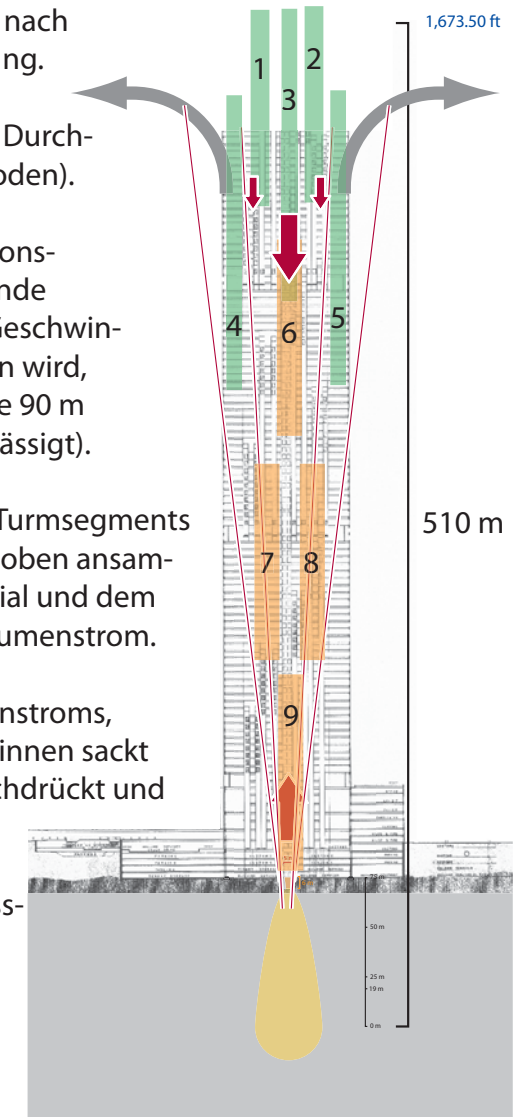 nach
ng.
Durch-
oden).
ons-
nde
Geschwin-
n wird,
e 90 m
ässigt).
Turmsegments
oben ansam-
ial und dem
umenstrom.
nstroms,
innen sackt
chdrückt und
ss-
1,673.50 ft
1
2
3
4
5
6
7
8
9
510 m
50 m
25 m
19 m
0 m